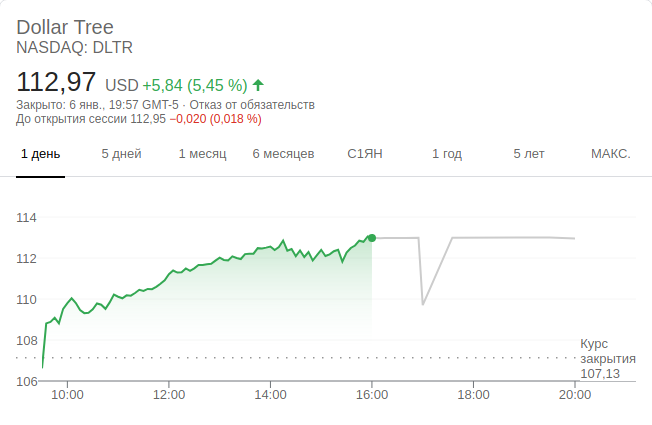 Dollar Tree
NASDAQ: DLTR
112,97 USD +5,84 (5,45 %)
Закрыто: 6 янв., 19:57 GMT-5 · Отказ от обязательств
До открытия сессии 112,95 −0,020 (0,018 %)
1 день 5 дней 1 месяц 6 месяцев С1ЯН 1 год 5 лет МАКС.
114
112
110
108
Курс
закрытия
107,13
106
10:00 12:00 14:00 16:00 18:00 20:00